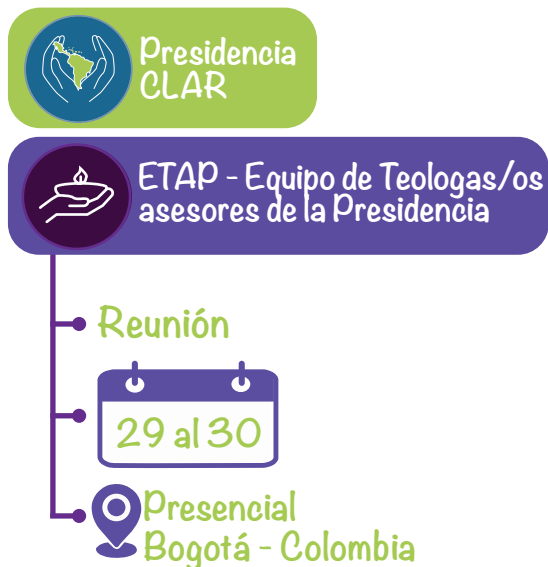 Presidencia
CLAR
ETAP - Equipo de Teologas/os
asesores de la Presidencia
Reunión
29 al 30
Presencial
Bogotá - Colombia